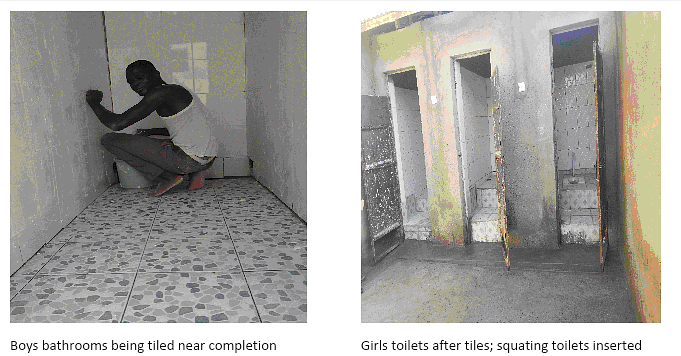 Boys bathrooms being tiled near completion
Girls toilets after tiles; squating toilets inserted